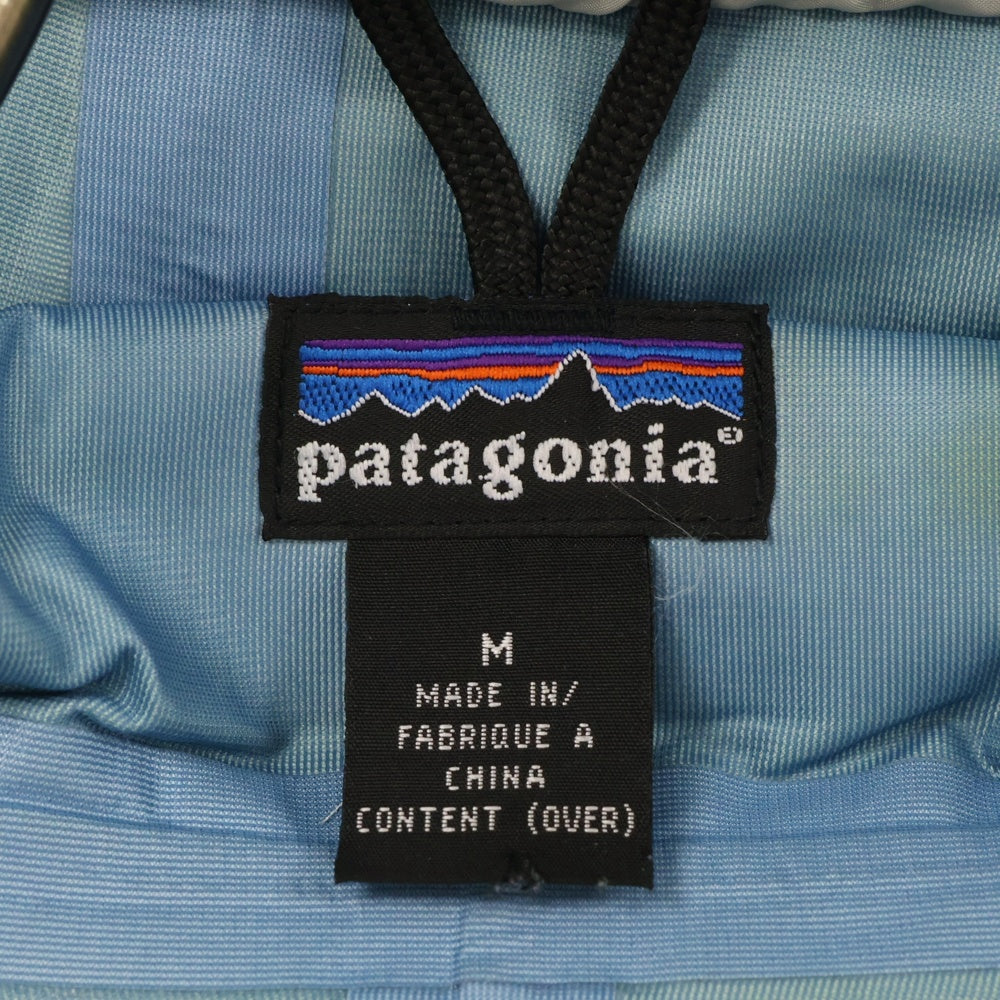 patagonia®
M
MADE IN/
FABRIQUE A
CHINA
CONTENT (OVER)